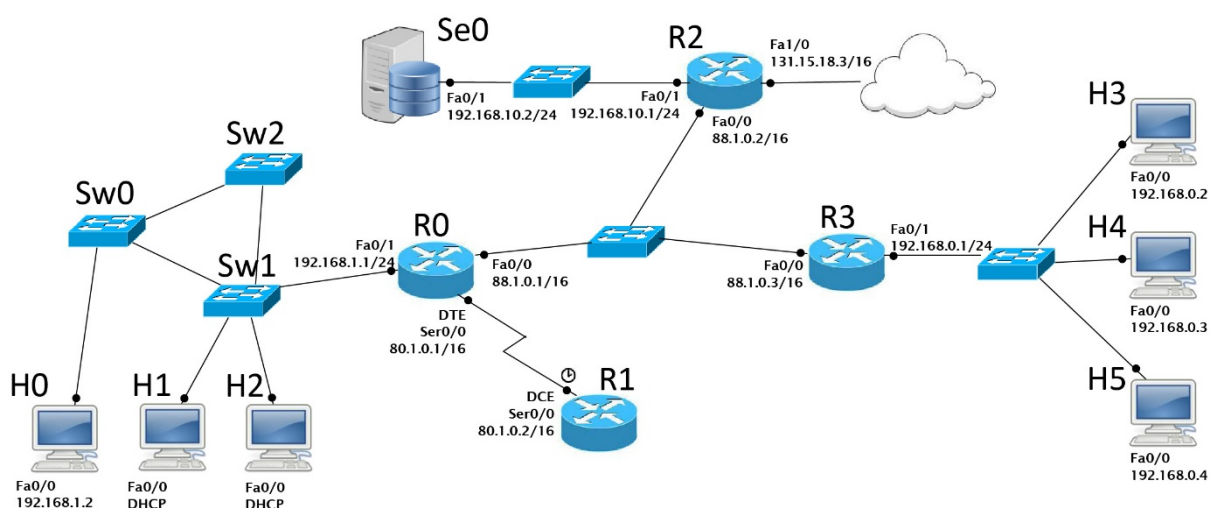 Se0
Fa0/1
192.168.10.2/24
R2
Fa0/1
192.168.10.1/24
Fa1/0
131.15.18.3/16
Fa0/0
88.1.0.2/16
Sw2
Sw0
Sw1
R0
Fa0/1
192.168.1.1/24
Fa0/0
88.1.0.1/16
DTE
Ser0/0
80.1.0.1/16
R1
DCE
Ser0/0
80.1.0.2/16
R3
Fa0/1
192.168.0.1/24
Fa0/0
88.1.0.3/16
H3
Fa0/0
192.168.0.2
H4
Fa0/0
192.168.0.3
H5
Fa0/0
192.168.0.4
H0
Fa0/0
192.168.1.2
H1
Fa0/0
DHCP
H2
Fa0/0
DHCP